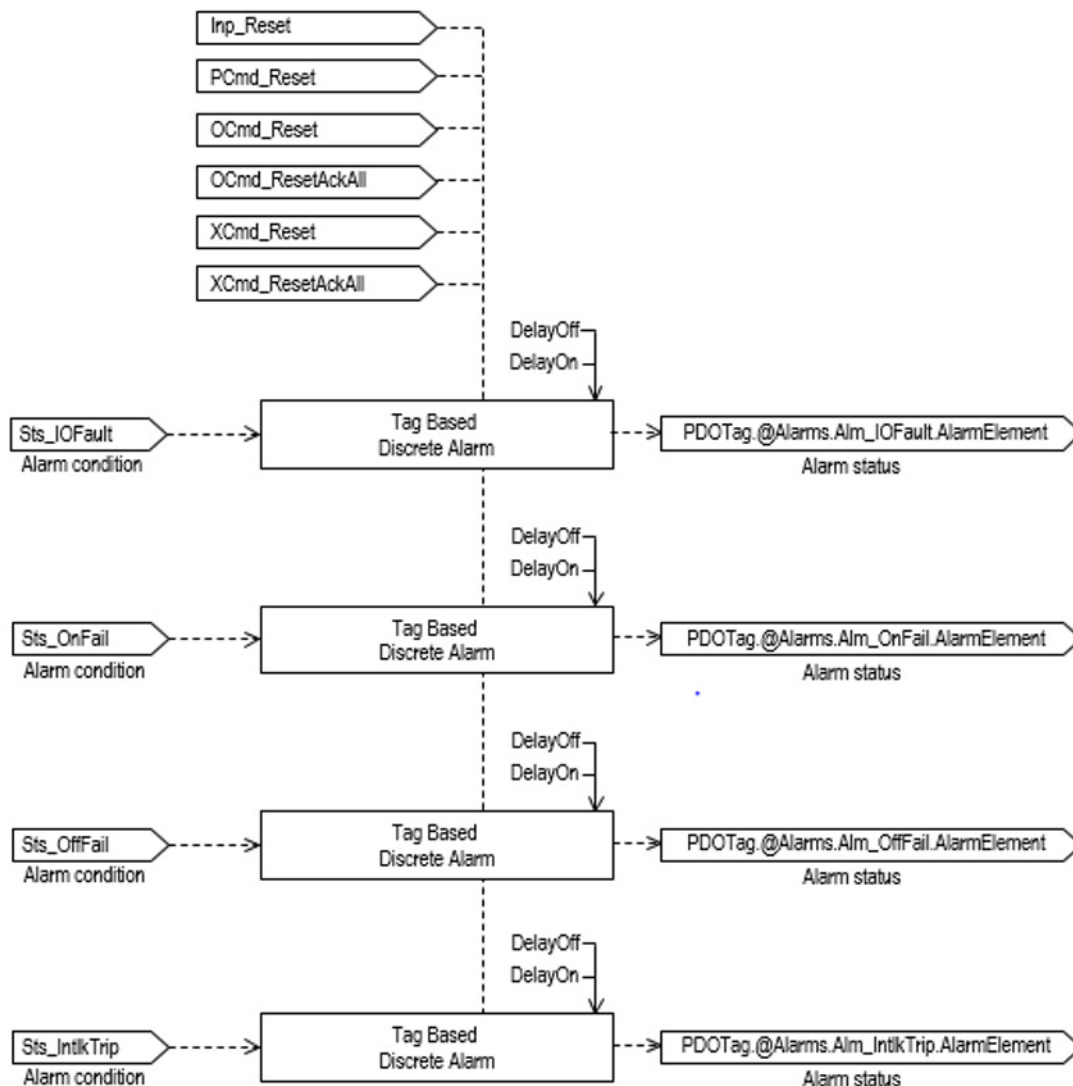 Inp_Reset
PCmd_Reset
OCmd_Reset
OCmd_ResetAckAll
XCmd_Reset
XCmd_ResetAckAll
DelayOff
DelayOn
Sts_IOFault
Alarm condition
Tag Based
Discrete Alarm
PDOTag.@Alarms.Alm_IOFault.AlarmElement
Alarm status
DelayOff
DelayOn
Sts_OnFail
Alarm condition
Tag Based
Discrete Alarm
PDOTag.@Alarms.Alm_OnFail.AlarmElement
Alarm status
DelayOff
DelayOn
Sts_OffFail
Alarm condition
Tag Based
Discrete Alarm
PDOTag.@Alarms.Alm_OffFail.AlarmElement
Alarm status
DelayOff
DelayOn
Sts_IntlkTrip
Alarm condition
Tag Based
Discrete Alarm
PDOTag.@Alarms.Alm_IntlkTrip.AlarmElement
Alarm status